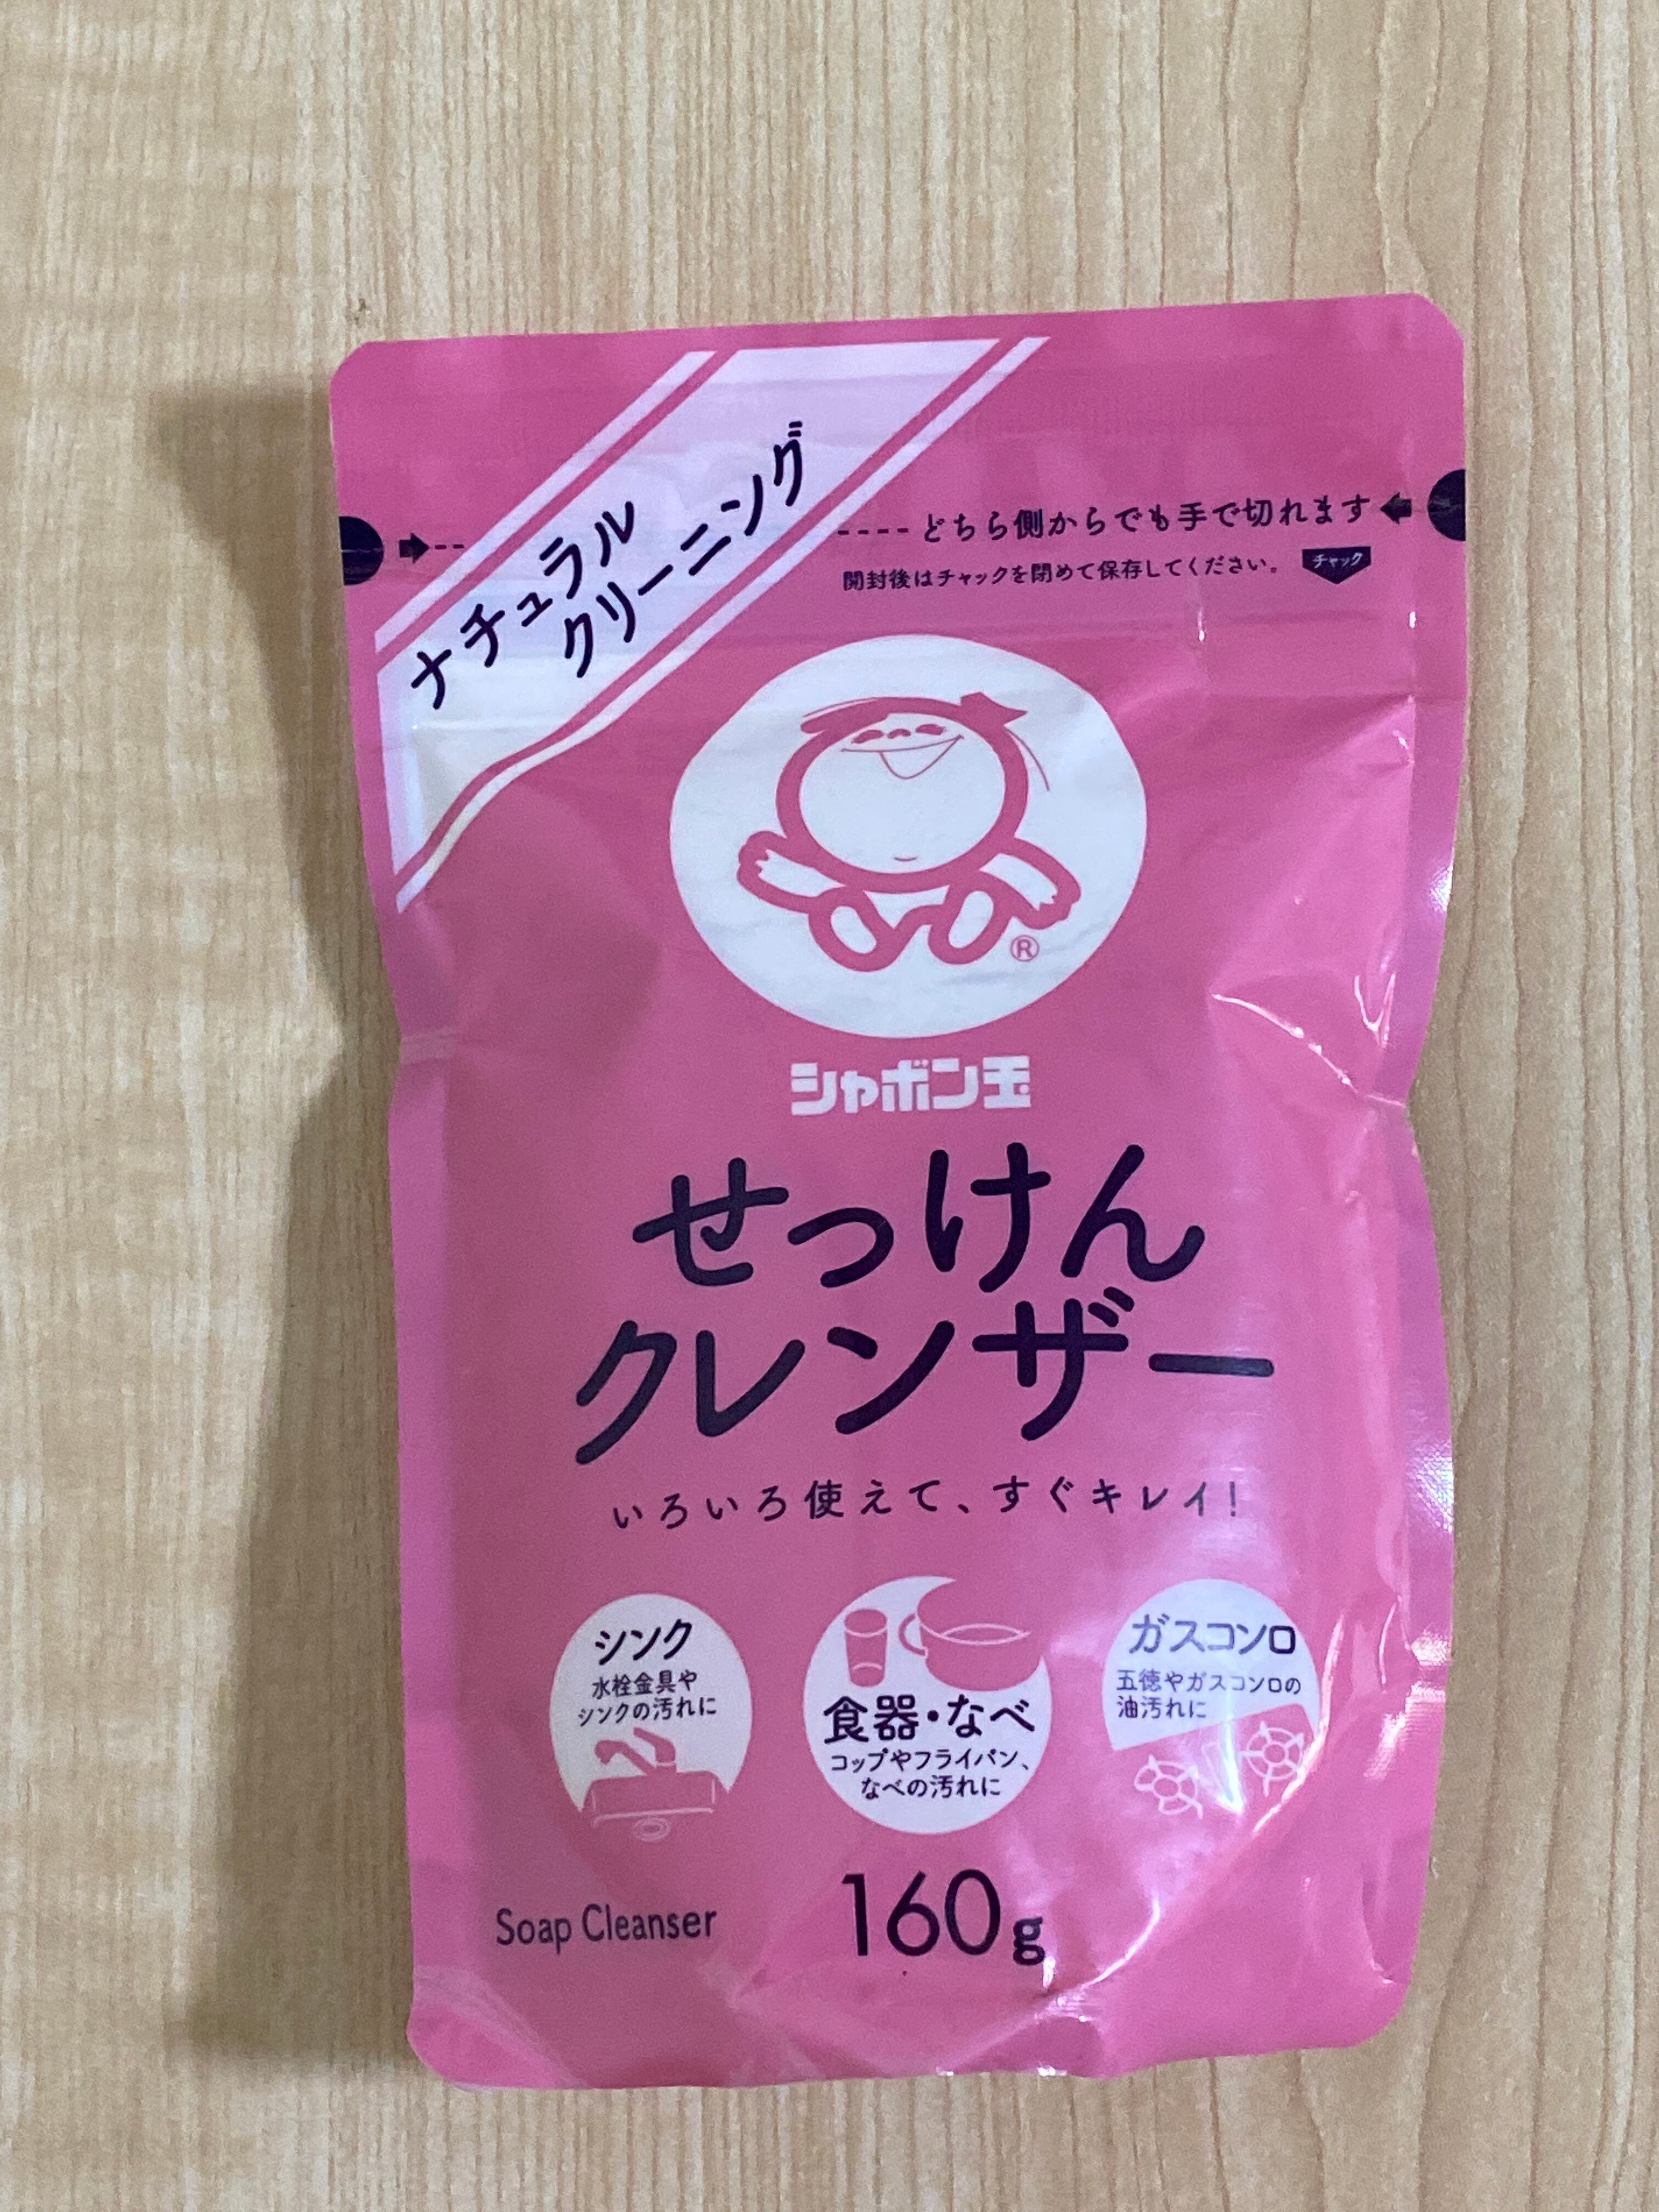 ナチュラル
クリーニング
どちら側からでも手で切れます
開封後はチャックを閉めて保存してください。
チャック
®
シャボン玉
せっけん
クレンザー
いろいろ使えて、すぐキレイ!
シンク
水栓金具や
シンクの汚れに
食器・なべ
コップやフライパン、
なべの汚れに
ガスコンロ
五徳やガスコンロの
油汚れに
Soap Cleanser
160g